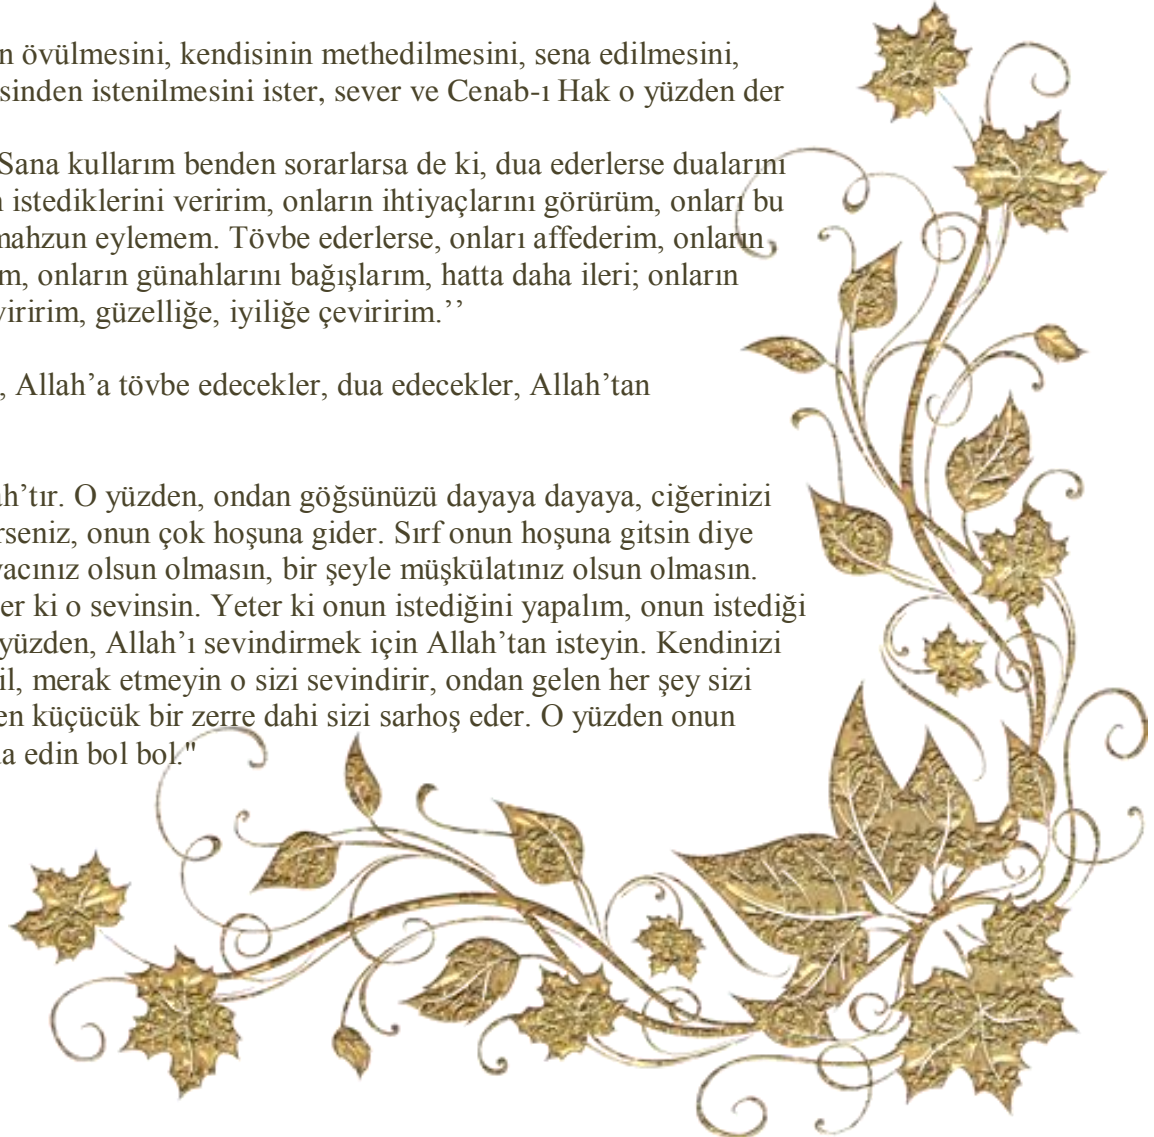 n övülmesini, kendisinin methedilmesini, sena edilmesini,
sinden istenilmesini ister, sever ve Cenab-ı Hak o yüzden der
Sana kullarım benden sorarlarsa de ki, dua ederlerse dualarını
istediklerini veririm, onların ihtiyaçlarını görürüm, onları bu
mahzun eylemem. Tövbe ederlerse, onları affederim, onların
m, onların günahlarını bağışlarım, hatta daha ileri; onların
viririm, güzelliğe, iyiliğe çeviririm.’’
, Allah’a tövbe edecekler, dua edecekler, Allah’tan
ah’tır. O yüzden, ondan göğsünüzü dayaya dayaya, ciğerinizi
rseniz, onun çok hoşuna gider. Sırf onun hoşuna gitsin diye
yacınız olsun olmasın, bir şeyle müşkülatınız olsun olmasın.
er ki o sevinsin. Yeter ki onun istediğini yapalım, onun istediği
yüzden, Allah’ı sevindirmek için Allah’tan isteyin. Kendinizi
il, merak etmeyin o sizi sevindirir, ondan gelen her şey sizi
en küçücük bir zerre dahi sizi sarhoş eder. O yüzden onun
a edin bol bol."